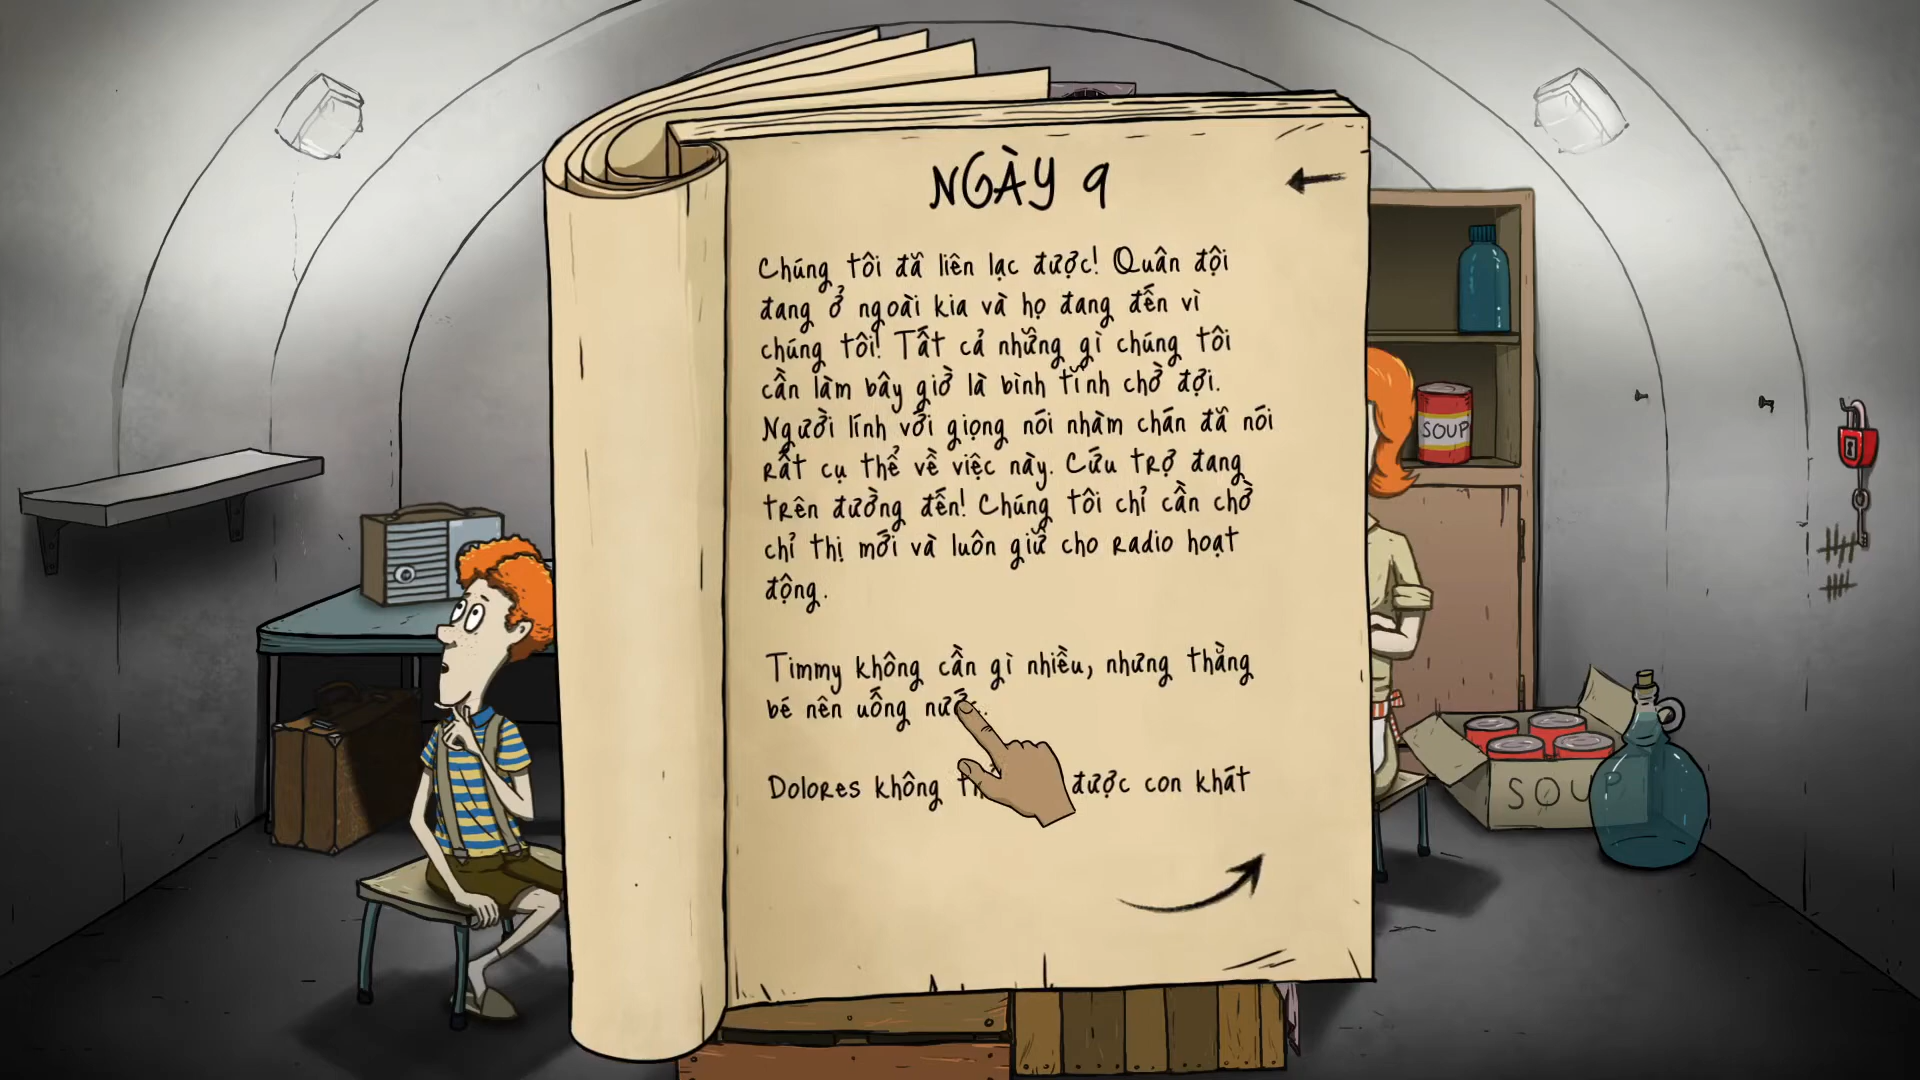 NGÀY 9
Chúng tôi đã liên lạc được! Quân đội
đang ở ngoài kia và họ đang đến vì
chúng tôi! Tất cả những gì chúng tôi
cần làm bây giờ là bình tĩnh chờ đợi.
Người lính với giọng nói nhàm chán đã nói
rất cụ thể về việc này. Cứu trợ đang
trên đường đến! Chúng tôi chỉ cần chờ
chỉ thị mới và luôn giữ cho radio hoạt
động.
Timmy không cần gì nhiều, nhưng thằng
bé nên uống
Dolores không được con khát
SOUP